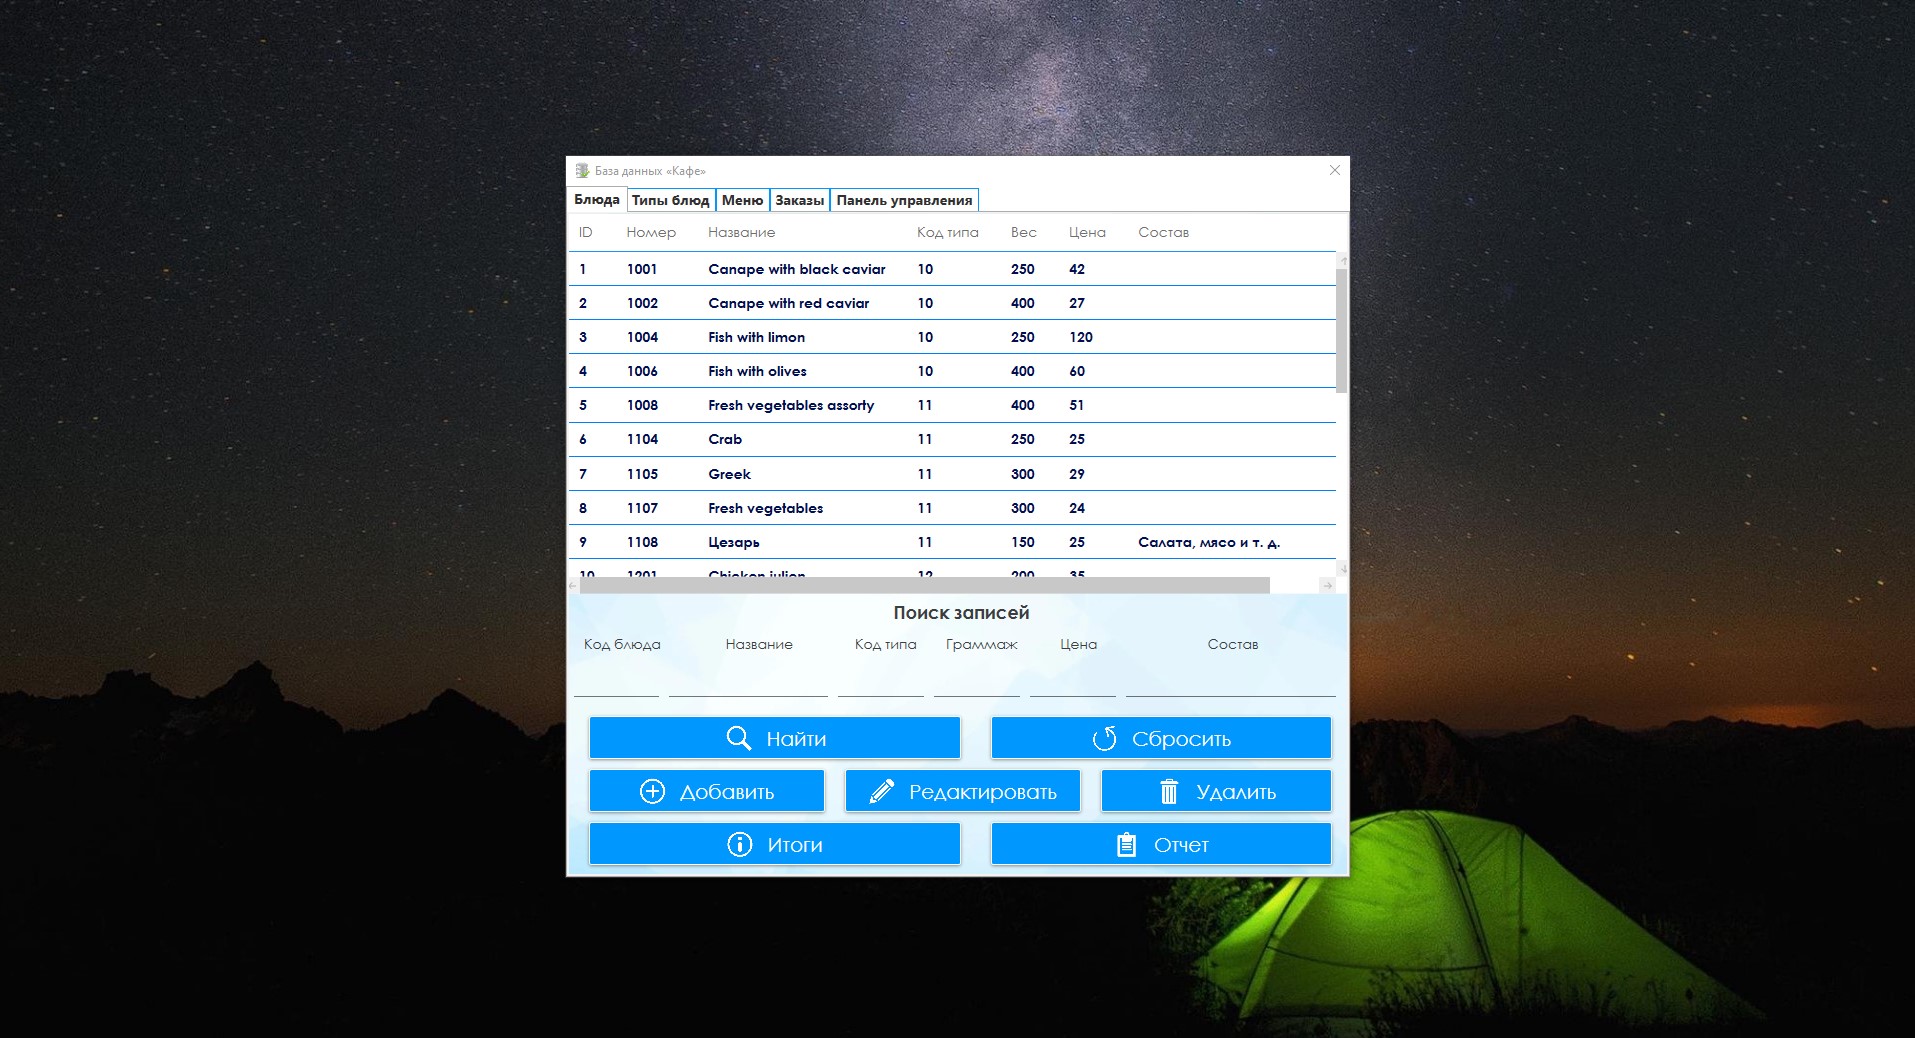 База данных «Кафе»
Блюда Типы блюд Меню Заказы Панель управления
ID Номер Название Код типа Вес Цена Состав
1 1001 Canape with black caviar 10 250 42
2 1002 Canape with red caviar 10 400 27
3 1004 Fish with limon 10 250 120
4 1006 Fish with olives 10 400 60
5 1008 Fresh vegetables assorty 11 400 51
6 1104 Crab 11 250 25
7 1105 Greek 11 300 29
8 1107 Fresh vegetables 11 300 24
9 1108 Цезарь 11 150 25 Салата, мясо и т. д.
10 1201 Chicken julien 12 200 35
Поиск записей
Код блюда Название Код типа Граммаж Цена Состав
Найти Сбросить
Добавить Редактировать Удалить
Итоги Отчет